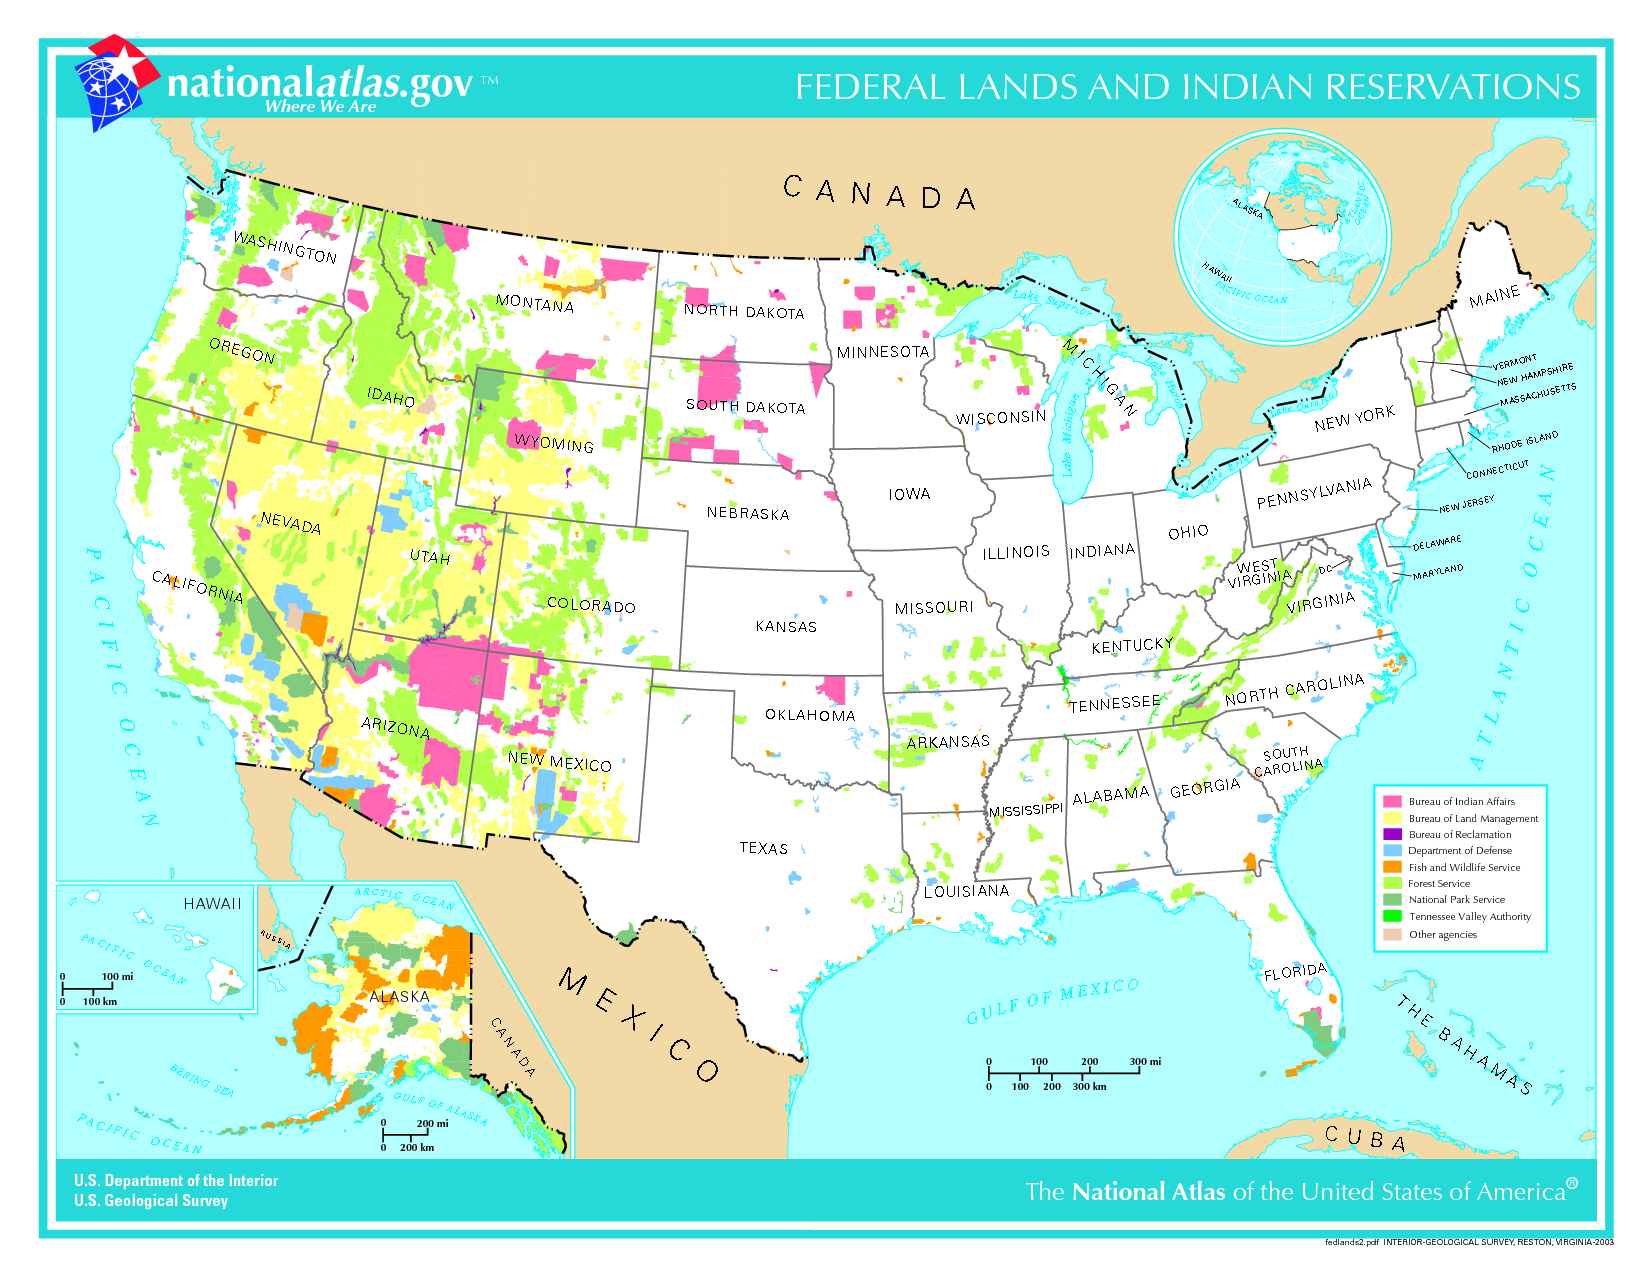 nationalatlas.gov ™
Where We Are
FEDERAL LANDS AND INDIAN RESERVATIONS
CANADA
ALASKA
HAWAII
PACIFIC OCEAN
WASHINGTON
MONTANA
NORTH DAKOTA
MINNESOTA
Lake Superior
MICHIGAN
Lake Huron
Lake Michigan
MAINE
VERMONT
NEW HAMPSHIRE
MASSACHUSETTS
RHODE ISLAND
CONNECTICUT
NEW JERSEY
DELAWARE
MARYLAND
OREGON
IDAHO
WYOMING
SOUTH DAKOTA
WISCONSIN
Lake Ontario
NEW YORK
PENNSYLVANIA
IOWA
NEBRASKA
NEVADA
UTAH
COLORADO
CALIFORNIA
KANSAS
MISSOURI
ILLINOIS
INDIANA
OHIO
WEST
VIRGINIA
DC
VIRGINIA
KENTUCKY
TENNESSEE
NORTH CAROLINA
SOUTH
CAROLINA
ARIZONA
NEW MEXICO
OKLAHOMA
ARKANSAS
TEXAS
LOUISIANA
MISSISSIPPI
ALABAMA
GEORGIA
FLORIDA
PACIFIC OCEAN
ATLANTIC OCEAN
GULF OF MEXICO
MEXICO
THE BAHAMAS
CUBA
Bureau of Indian Affairs
Bureau of Land Management
Bureau of Reclamation
Department of Defense
Fish and Wildlife Service
Forest Service
National Park Service
Tennessee Valley Authority
Other agencies
HAWAII
PACIFIC OCEAN
0 100 mi
0 100 km
ARCTIC OCEAN
RUSSIA
ALASKA
CANADA
BERING SEA
GULF OF ALASKA
PACIFIC OCEAN
0 200 mi
0 200 km
0 100 200 300 mi
0 100 200 300 km
U.S. Department of the Interior
U.S. Geological Survey
The National Atlas of the United States of America®
fedlands2.pdf INTERIOR-GEOLOGICAL SURVEY, RESTON, VIRGINIA-2003